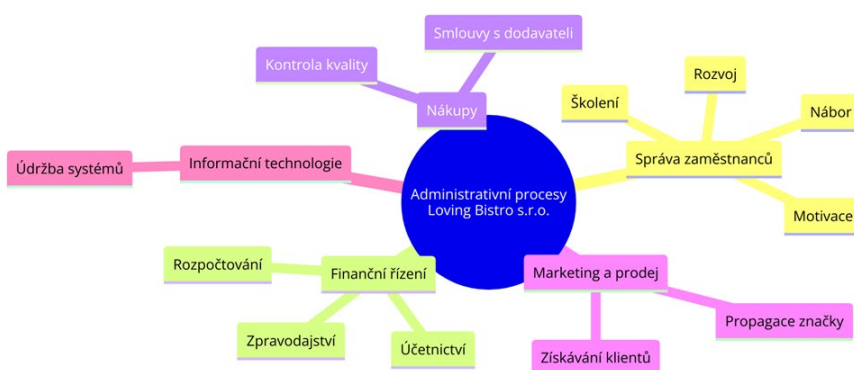 Smlouvy s dodavateli
Kontrola kvality
Nákupy
Rozvoj
Školení
Nábor
Správa zaměstnanců
Motivace
Údržba systémů
Informační technologie
Administrativní procesy
Loving Bistro s.r.o.
Rozpočtování
Finanční řízení
Zpravodajství
Účetnictví
Marketing a prodej
Propagace značky
Získávání klientů